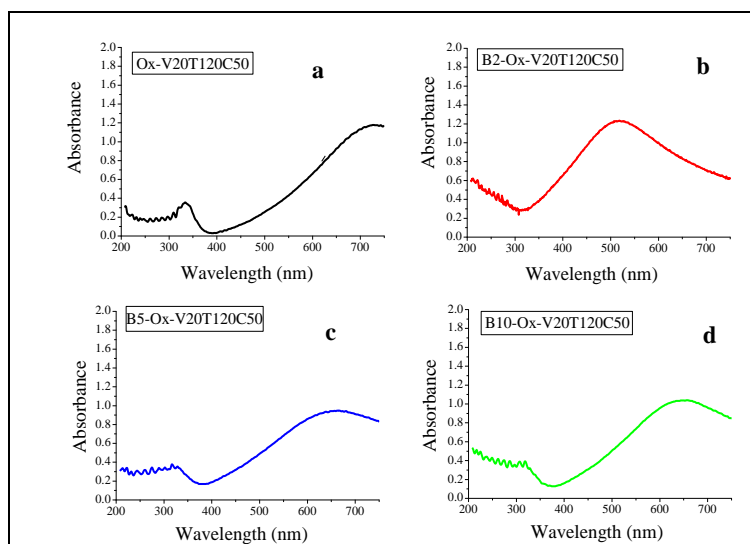 Ox-V20T120C50
a
Absorbance
2.0
1.8
1.6
1.4
1.2
1.0
0.8
0.6
0.4
0.2
0.0
200 300 400 500 600 700
Wavelength (nm)
B2-Ox-V20T120C50
b
Absorbance
2.0
1.8
1.6
1.4
1.2
1.0
0.8
0.6
0.4
0.2
0.0
200 300 400 500 600 700
Wavelength (nm)
B5-Ox-V20T120C50
c
Absorbance
2.0
1.8
1.6
1.4
1.2
1.0
0.8
0.6
0.4
0.2
0.0
200 300 400 500 600 700
Wavelength (nm)
B10-Ox-V20T120C50
d
Absorbance
2.0
1.8
1.6
1.4
1.2
1.0
0.8
0.6
0.4
0.2
0.0
200 300 400 500 600 700
Wavelength (nm)